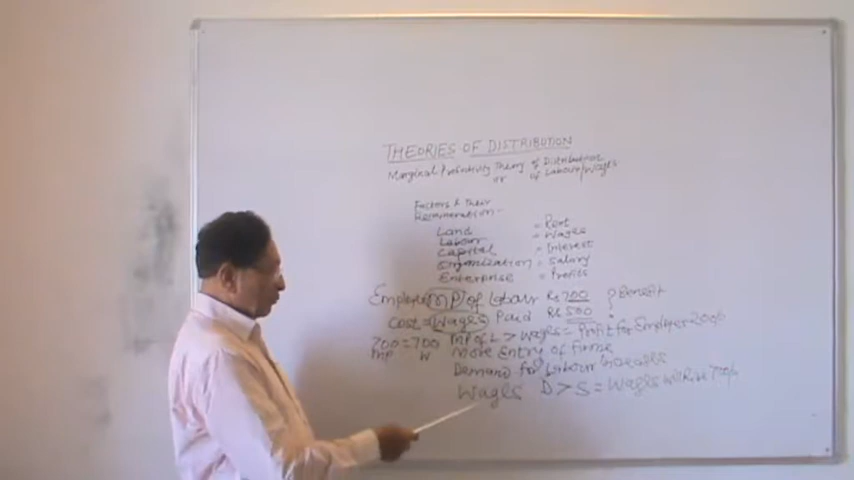 THEORIES OF DISTRIBUTION
Marginal Productivity Theory of Distribution
or of Labour/Wages
Factors & their
Remuneration
Land = Rent
Labour = Wages
Capital = Interest
Organization = Salary
Enterprise = Profits
Employer MP of Labour Rs 700 ? Benefit
Cost = Wages Paid Rs 500
700 = 700 MP of L > Wages = Profit for Employer 200/-
MP W More Entry of firms
Demand for Labour Increases
Wages D > S = Wages will Rise 700/-